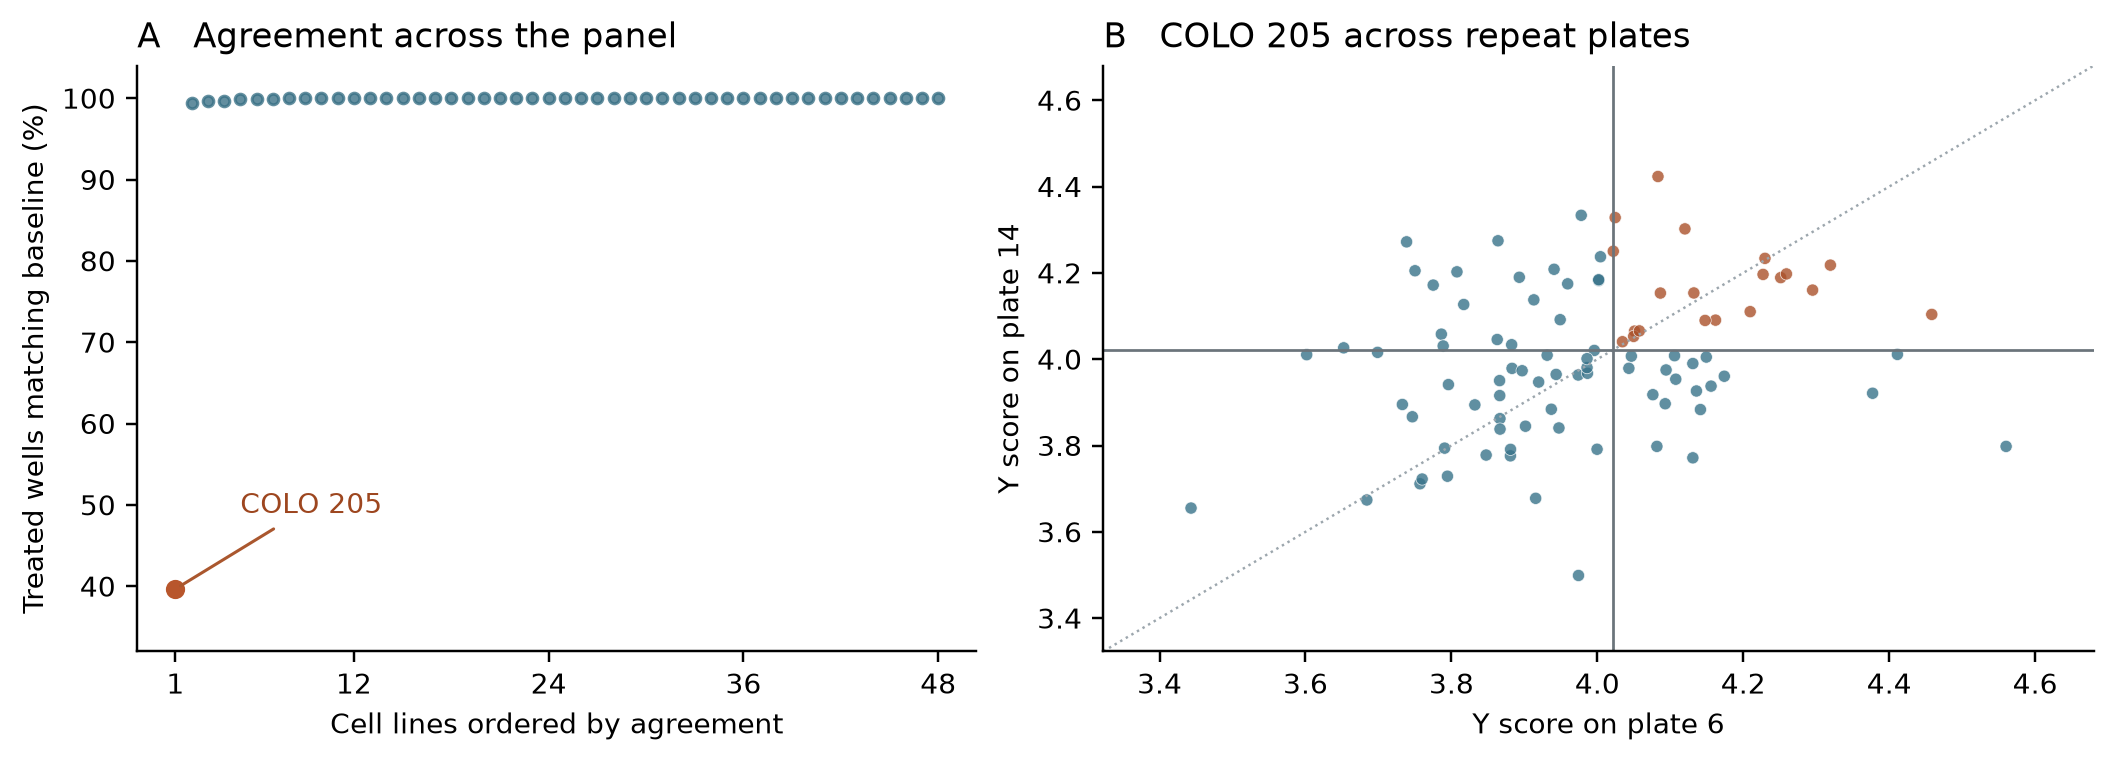 A Agreement across the panel
Treated wells matching baseline (%)
100
90
80
70
60
50
40
COLO 205
1 12 24 36 48
Cell lines ordered by agreement
B COLO 205 across repeat plates
Y score on plate 14
4.6
4.4
4.2
4.0
3.8
3.6
3.4
3.4 3.6 3.8 4.0 4.2 4.4 4.6
Y score on plate 6